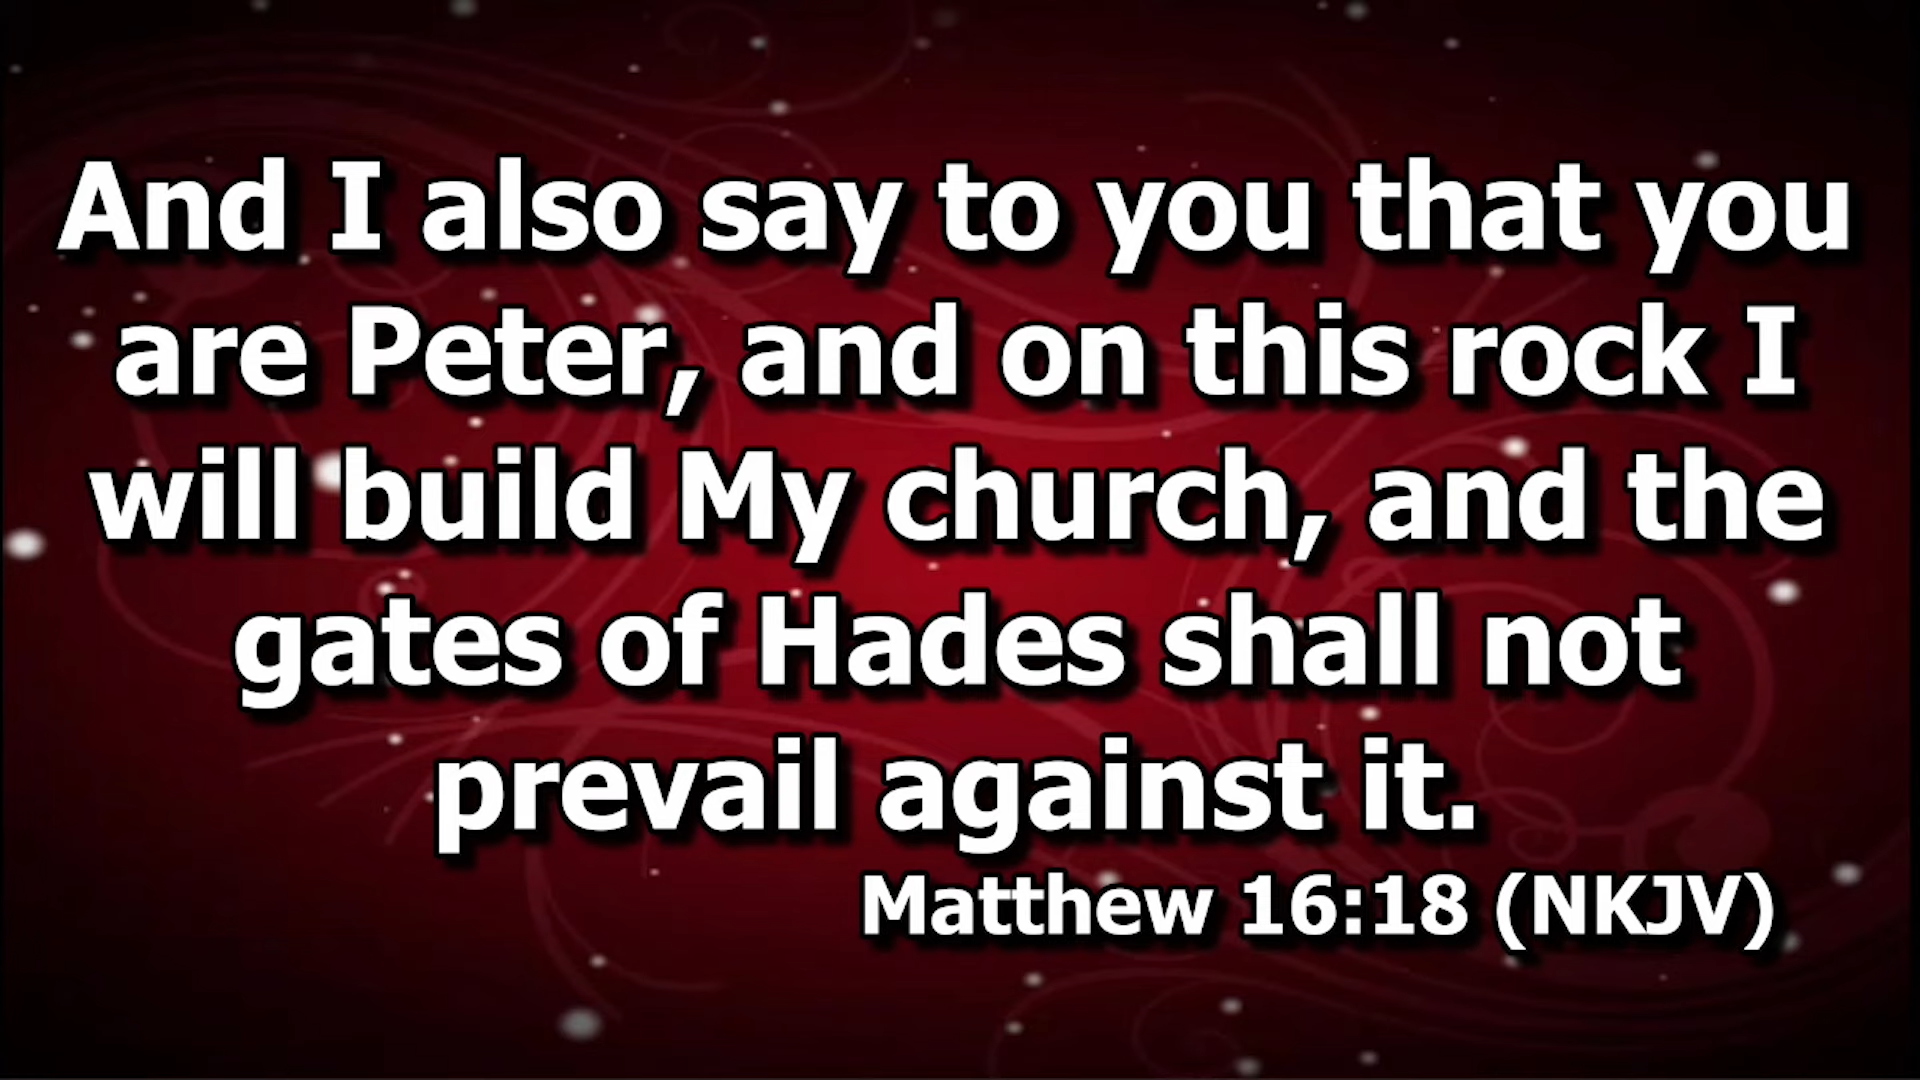 And I also say to you that you
are Peter, and on this rock I
will build My church, and the
gates of Hades shall not
prevail against it.
Matthew 16:18 (NKJV)